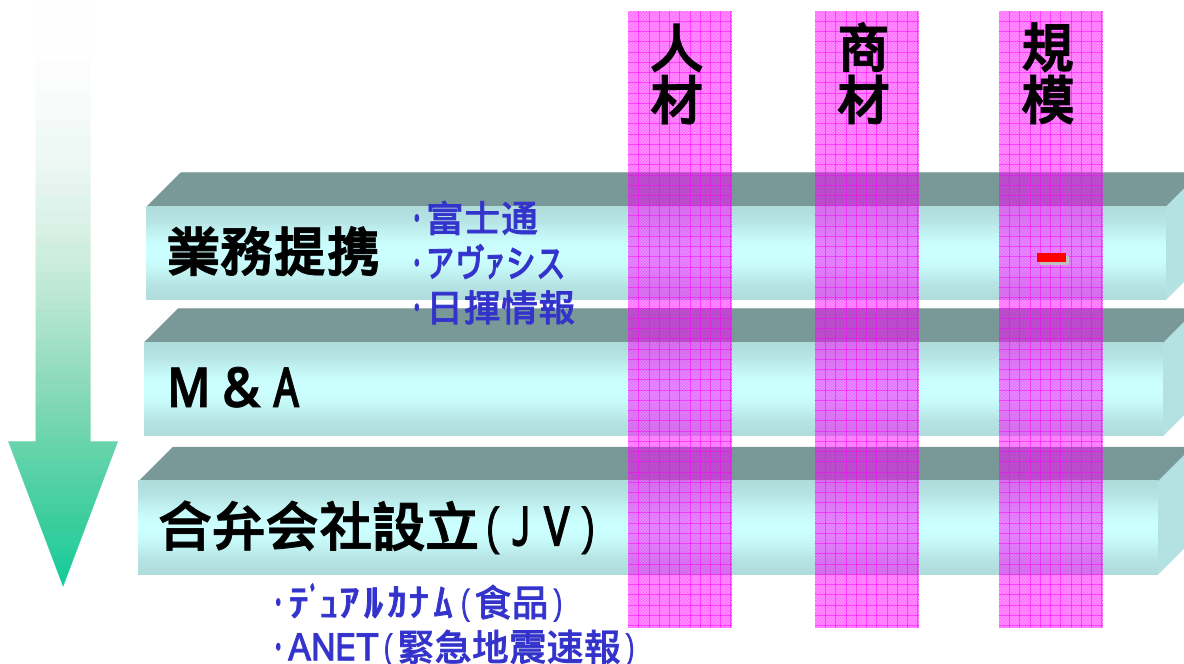 人材
商材
規模
業務提携
・富士通
・アヴァシス
・日揮情報
M&A
合弁会社設立(JV)
・デュアルカナム(食品)
・ANET(緊急地震速報)